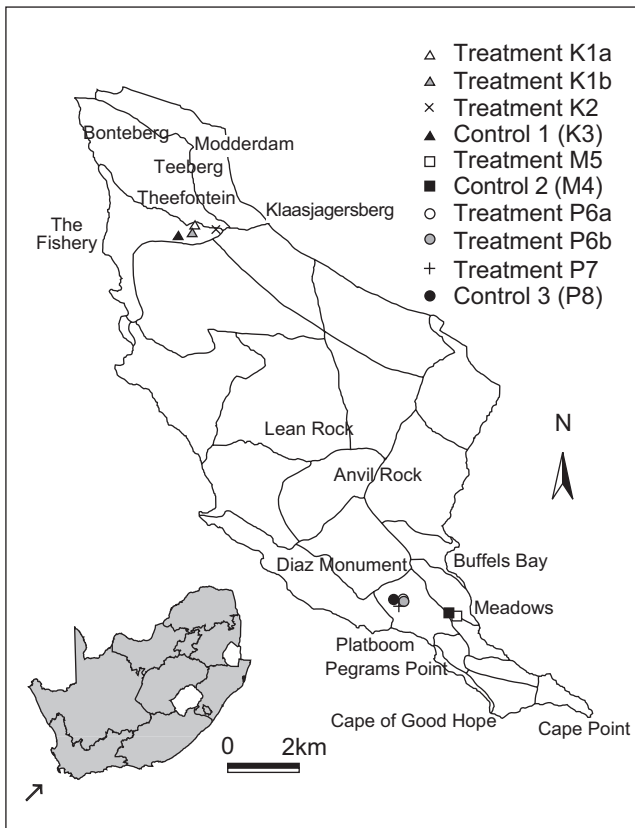 Treatment K1a
Treatment K1b
Treatment K2
Control 1 (K3)
Treatment M5
Control 2 (M4)
Treatment P6a
Treatment P6b
Treatment P7
Control 3 (P8)
Bonteberg
Modderdam
Teeberg
Theefontein
Klaasjagersberg
The
Fishery
Lean Rock
N
Anvil Rock
Buffels Bay
Diaz Monument
Meadows
Platboom
Pegrams Point
Cape of Good Hope
Cape Point
0 2km